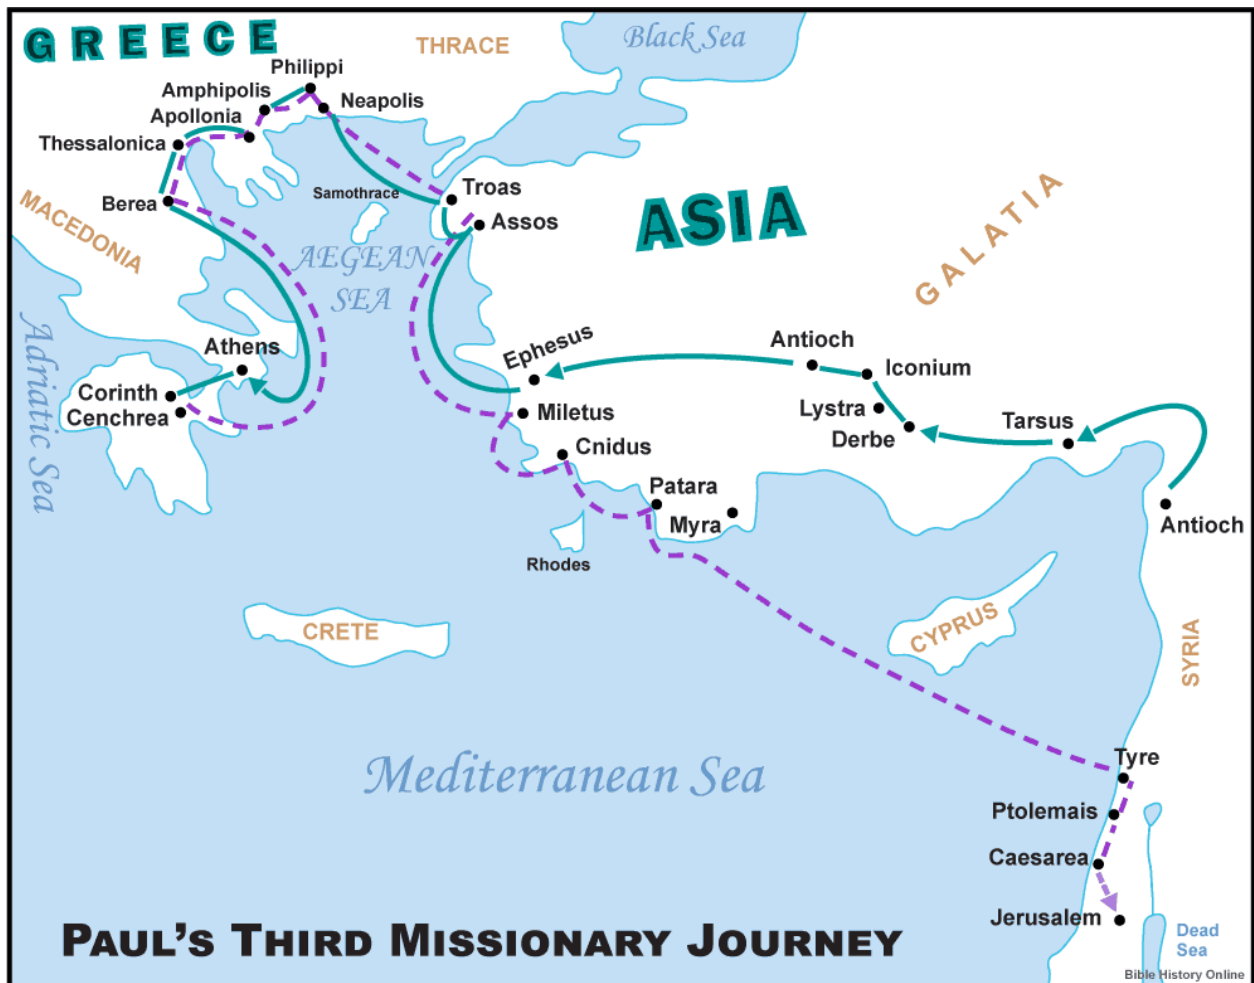 GREECE
THRACE
Black Sea
Philippi
Amphipolis
Neapolis
Apollonia
Thessalonica
Samothrace
Troas
Berea
Assos
MACEDONIA
ASIA
GALATIA
AEGEAN
SEA
Adriatic Sea
Athens
Ephesus
Antioch
Iconium
Corinth
Cenchrea
Miletus
Lystra
Derbe
Tarsus
Cnidus
Patara
Myra
Antioch
Rhodes
CRETE
CYPRUS
SYRIA
Mediterranean Sea
Tyre
Ptolemais
Caesarea
Jerusalem
Dead
Sea
PAUL'S THIRD MISSIONARY JOURNEY
Bible History Online